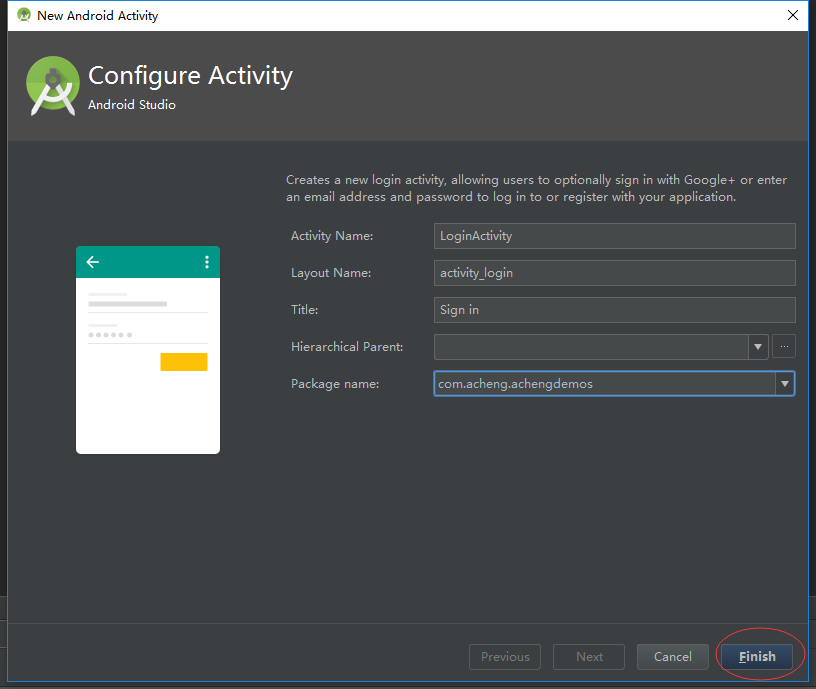 New Android Activity
Configure Activity
Android Studio
Creates a new login activity, allowing users to optionally sign in with Google+ or enter
an email address and password to log in to or register with your application.
Activity Name: LoginActivity
Layout Name: activity_login
Title: Sign in
Hierarchical Parent: ...
Package name: com.acheng.achengdemos
Previous Next Cancel Finish